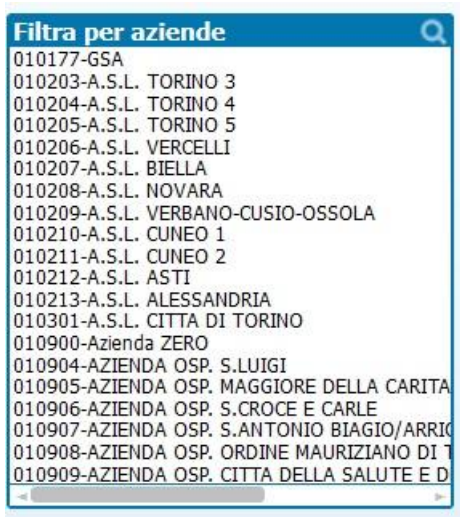 Filtra per aziende
010177-GSA
010203-A.S.L. TORINO 3
010204-A.S.L. TORINO 4
010205-A.S.L. TORINO 5
010206-A.S.L. VERCELLI
010207-A.S.L. BIELLA
010208-A.S.L. NOVARA
010209-A.S.L. VERBANO-CUSIO-OSSOLA
010210-A.S.L. CUNEO 1
010211-A.S.L. CUNEO 2
010212-A.S.L. ASTI
010213-A.S.L. ALESSANDRIA
010301-A.S.L. CITTA DI TORINO
010900-Azienda ZERO
010904-AZIENDA OSP. S.LUIGI
010905-AZIENDA OSP. MAGGIORE DELLA CARITA
010906-AZIENDA OSP. S.CROCE E CARLE
010907-AZIENDA OSP. S.ANTONIO BIAGIO/ARRIG
010908-AZIENDA OSP. ORDINE MAURIZIANO DI T
010909-AZIENDA OSP. CITTA DELLA SALUTE E D